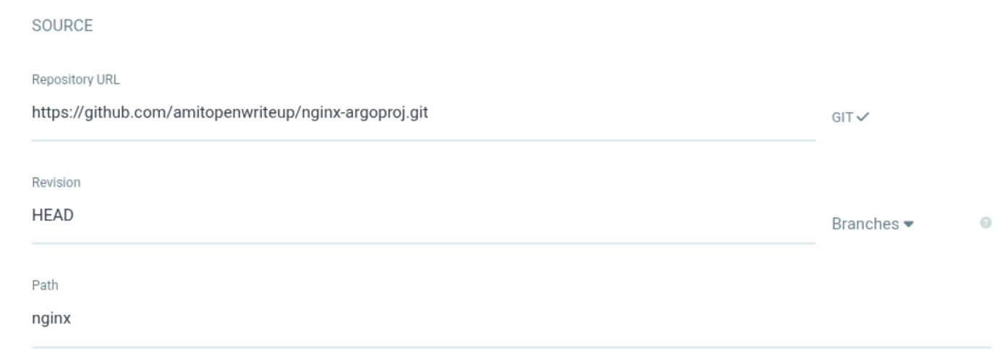 SOURCE
Repository URL
https://github.com/amitopenwriteup/nginx-argoproj.git
GIT
Revision
HEAD
Branches
?
Path
nginx